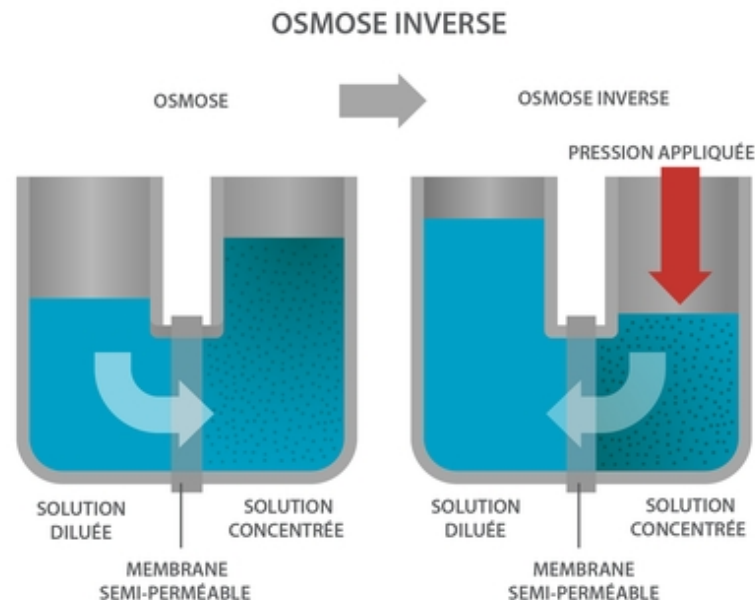 OSMOSE INVERSE
OSMOSE
OSMOSE INVERSE
PRESSION APPLIQUÉE
SOLUTION
DILUÉE
SOLUTION
CONCENTRÉE
SOLUTION
DILUÉE
SOLUTION
CONCENTRÉE
MEMBRANE
SEMI-PERMÉABLE
MEMBRANE
SEMI-PERMÉABLE